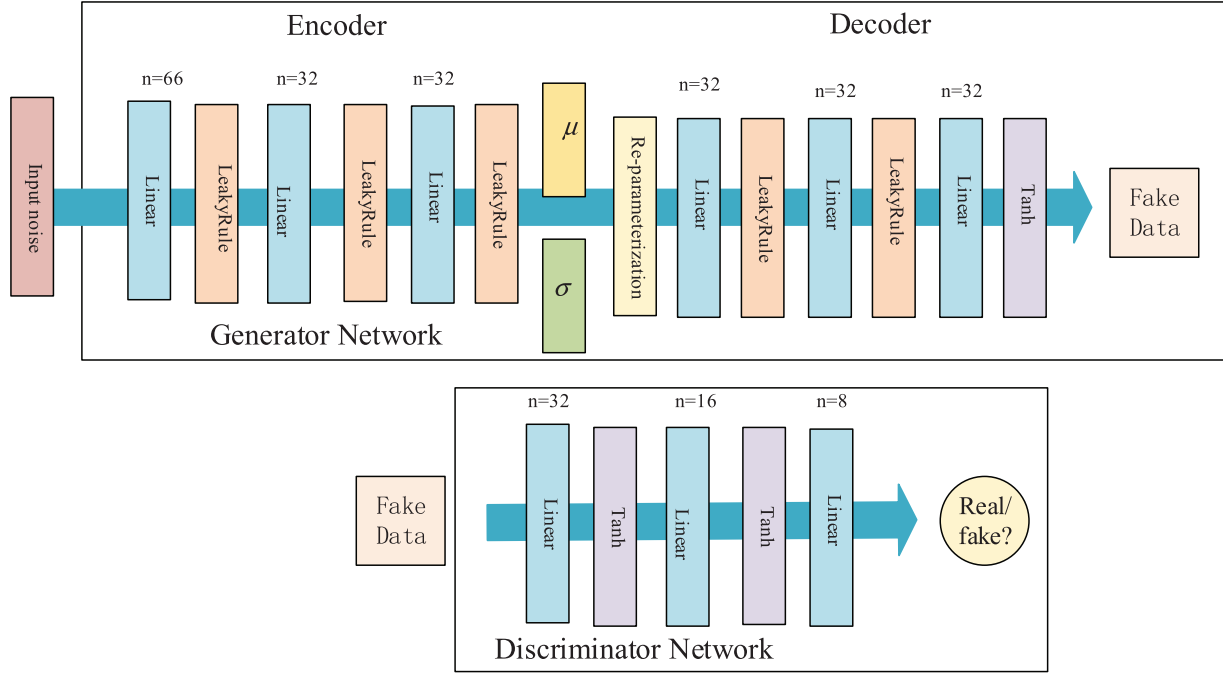 Encoder
Decoder
n=66
n=32
n=32
n=32
n=32
n=32
Input noise
Linear
LeakyRule
Linear
LeakyRule
Linear
LeakyRule
μ
σ
Re-parameterization
Linear
LeakyRule
Linear
LeakyRule
Linear
Tanh
Fake
Data
Generator Network
n=32
n=16
n=8
Fake
Data
Linear
Tanh
Linear
Tanh
Linear
Real/
fake?
Discriminator Network